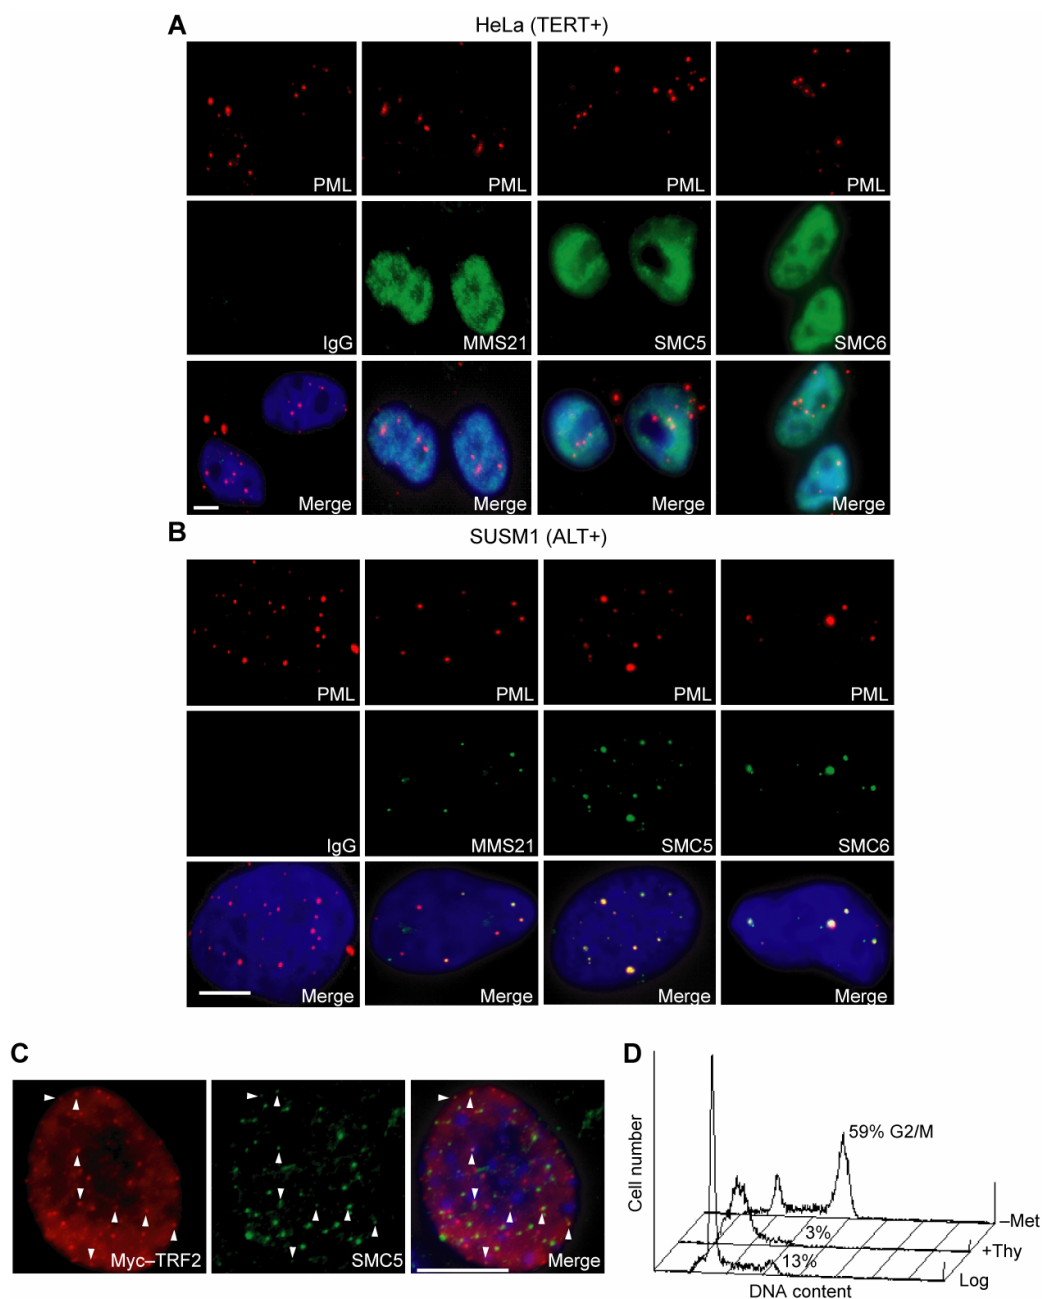 A
HeLa (TERT+)
PML PML PML PML
IgG MMS21 SMC5 SMC6
Merge Merge Merge Merge
B
SUSM1 (ALT+)
PML PML PML PML
IgG MMS21 SMC5 SMC6
Merge Merge Merge Merge
C
Myc–TRF2 SMC5 Merge
D
Cell number
59% G2/M
–Met
3%
+Thy
13%
Log
DNA content